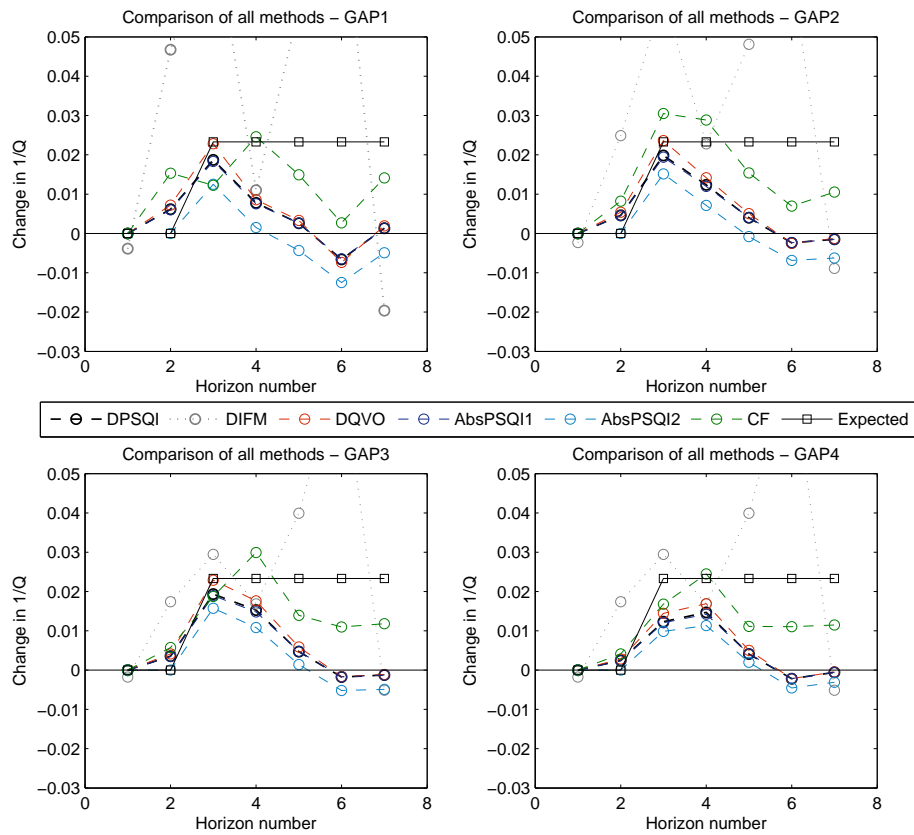 Comparison of all methods − GAP1
Comparison of all methods − GAP2
0.05
0.04
0.03
0.02
0.01
0
−0.01
−0.02
−0.03
Change in 1/Q
0 2 4 6 8
Horizon number
0.05
0.04
0.03
0.02
0.01
0
−0.01
−0.02
−0.03
Change in 1/Q
0 2 4 6 8
Horizon number
DPSQI DIFM DQVO AbsPSQI1 AbsPSQI2 CF Expected
Comparison of all methods − GAP3
Comparison of all methods − GAP4
0.05
0.04
0.03
0.02
0.01
0
−0.01
−0.02
−0.03
Change in 1/Q
0 2 4 6 8
Horizon number
0.05
0.04
0.03
0.02
0.01
0
−0.01
−0.02
−0.03
Change in 1/Q
0 2 4 6 8
Horizon number